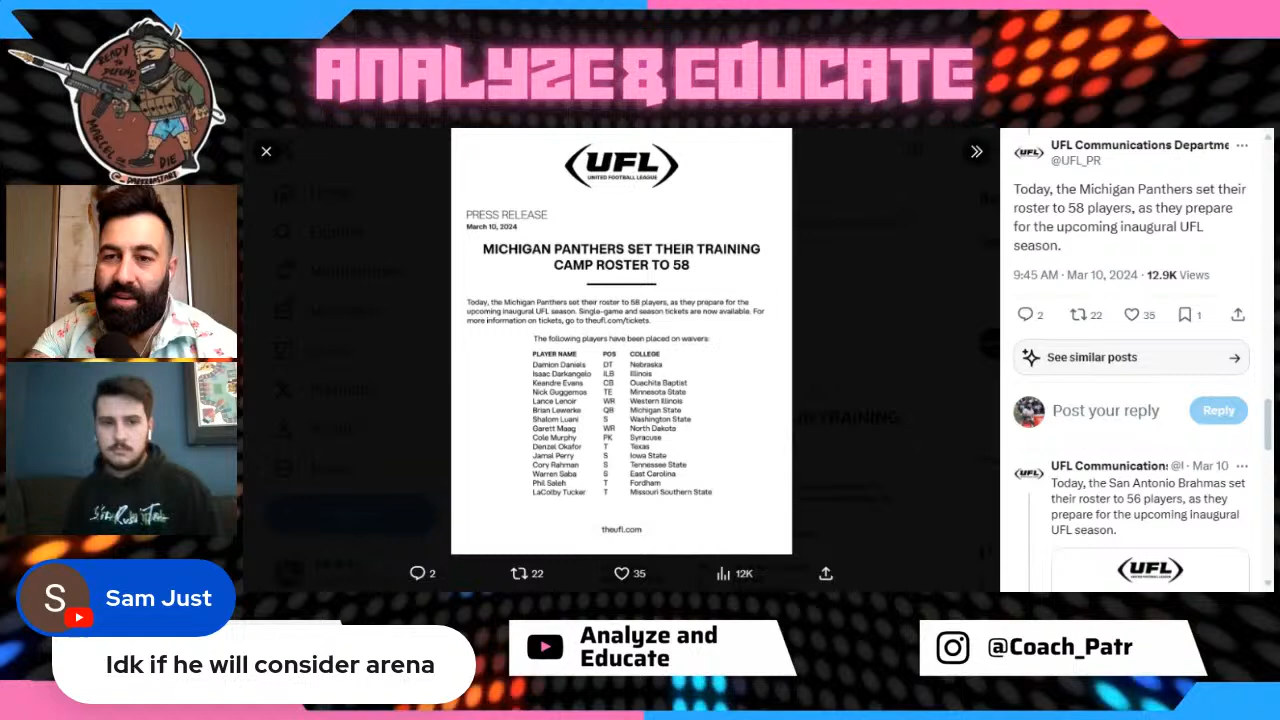 ANALYZE & EDUCATE
READY
TO
DEFEND
MARCEL OR
DIE
UFL
UNITED FOOTBALL LEAGUE
PRESS RELEASE
March 10, 2024
MICHIGAN PANTHERS SET THEIR TRAINING
CAMP ROSTER TO 58
Today, the Michigan Panthers set their roster to 58 players, as they prepare for the
upcoming inaugural UFL season. Single-game and season tickets are now available. For
more information on tickets, go to theufl.com/tickets.
The following players have been placed on waivers:
PLAYER NAME POS COLLEGE
Damion Daniels DT Nebraska
Isaac Darkangelo ILB Illinois
Keandre Evans CB Ouachita Baptist
Nick Guggemos TE Minnesota State
Lance Lenoir WR Western Illinois
Brian Lewerke QB Michigan State
Shalom Luani S Washington State
Garett Maag WR North Dakota
Cole Murphy PK Syracuse
Denzel Okafor T Texas
Jamal Perry S Iowa State
Cory Rahman S Tennessee State
Warren Saba S East Carolina
Phil Saleh T Fordham
LaColby Tucker T Missouri Southern State
theufl.com
2 22 35 12K
UFL Communications Departme ...
@UFL_PR
Today, the Michigan Panthers set their
roster to 58 players, as they prepare
for the upcoming inaugural UFL
season.
9:45 AM · Mar 10, 2024 · 12.9K Views
2 22 35 1
See similar posts
Post your reply Reply
UFL Communications @l · Mar 10 ...
Today, the San Antonio Brahmas set
their roster to 56 players, as they
prepare for the upcoming inaugural
UFL season.
UFL
S Sam Just
Idk if he will consider arena
Analyze and
Educate
@Coach_Patr